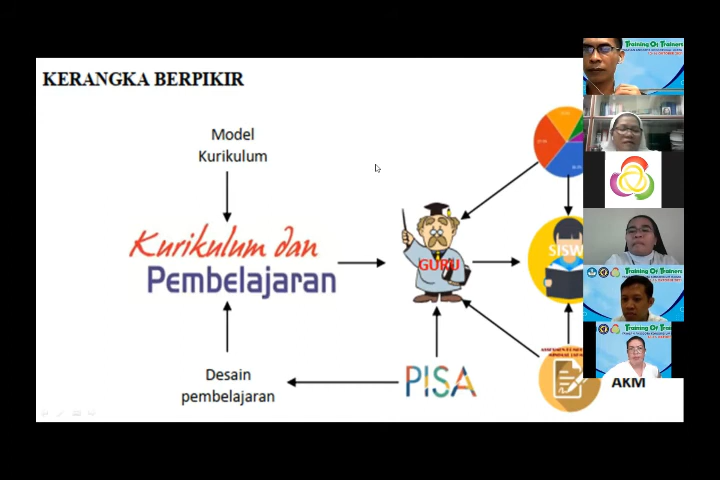 KERANGKA BERPIKIR
Model
Kurikulum
Kurikulum dan
Pembelajaran
GURU
SISW
Desain
pembelajaran
PISA
AKM
Training Of Trainers
Training Of Trainers
Training Of Trainers